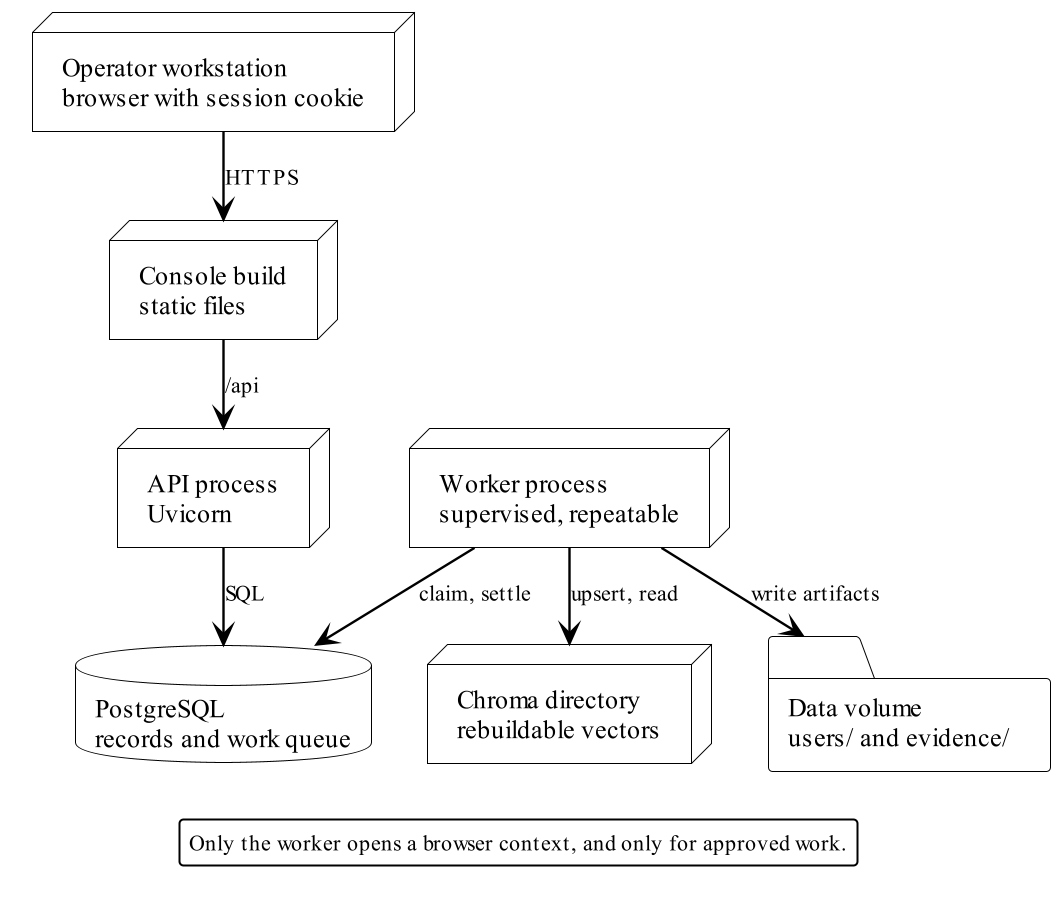 Operator workstation
browser with session cookie
HTTPS
Console build
static files
/api
API process
Uvicorn
Worker process
supervised, repeatable
SQL
claim, settle
upsert, read
write artifacts
PostgreSQL
records and work queue
Chroma directory
rebuildable vectors
Data volume
users/ and evidence/
Only the worker opens a browser context, and only for approved work.